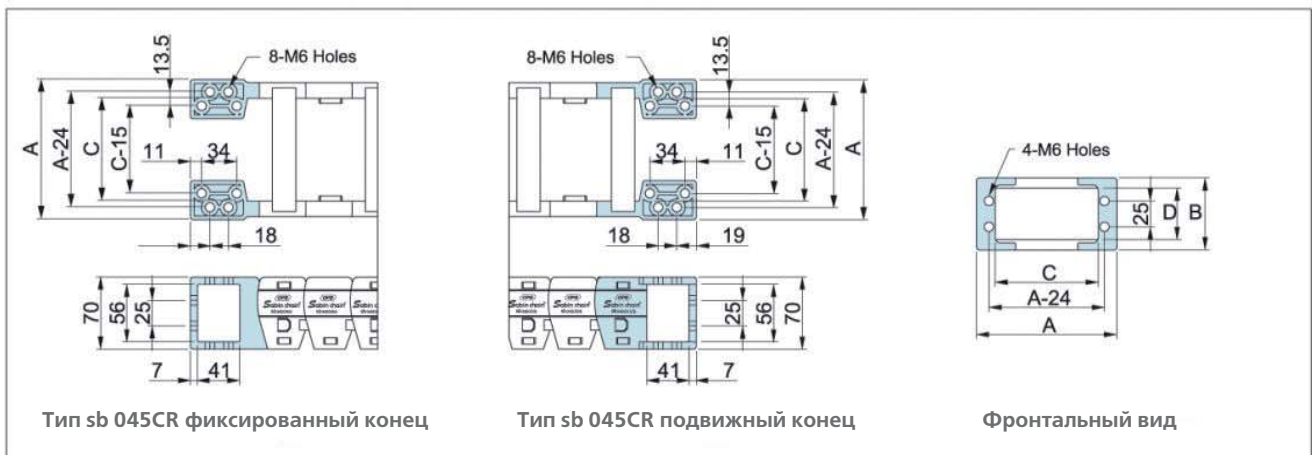 8-M6 Holes
13.5
A
A-24
C
C-15
11
34
18
70
56
25
7
41
Тип sb 045CR фиксированный конец
8-M6 Holes
13.5
34
11
C-15
C
A-24
A
18
19
25
56
70
41
7
Тип sb 045CR подвижный конец
4-M6 Holes
25
D
B
C
A-24
A
Фронтальный вид